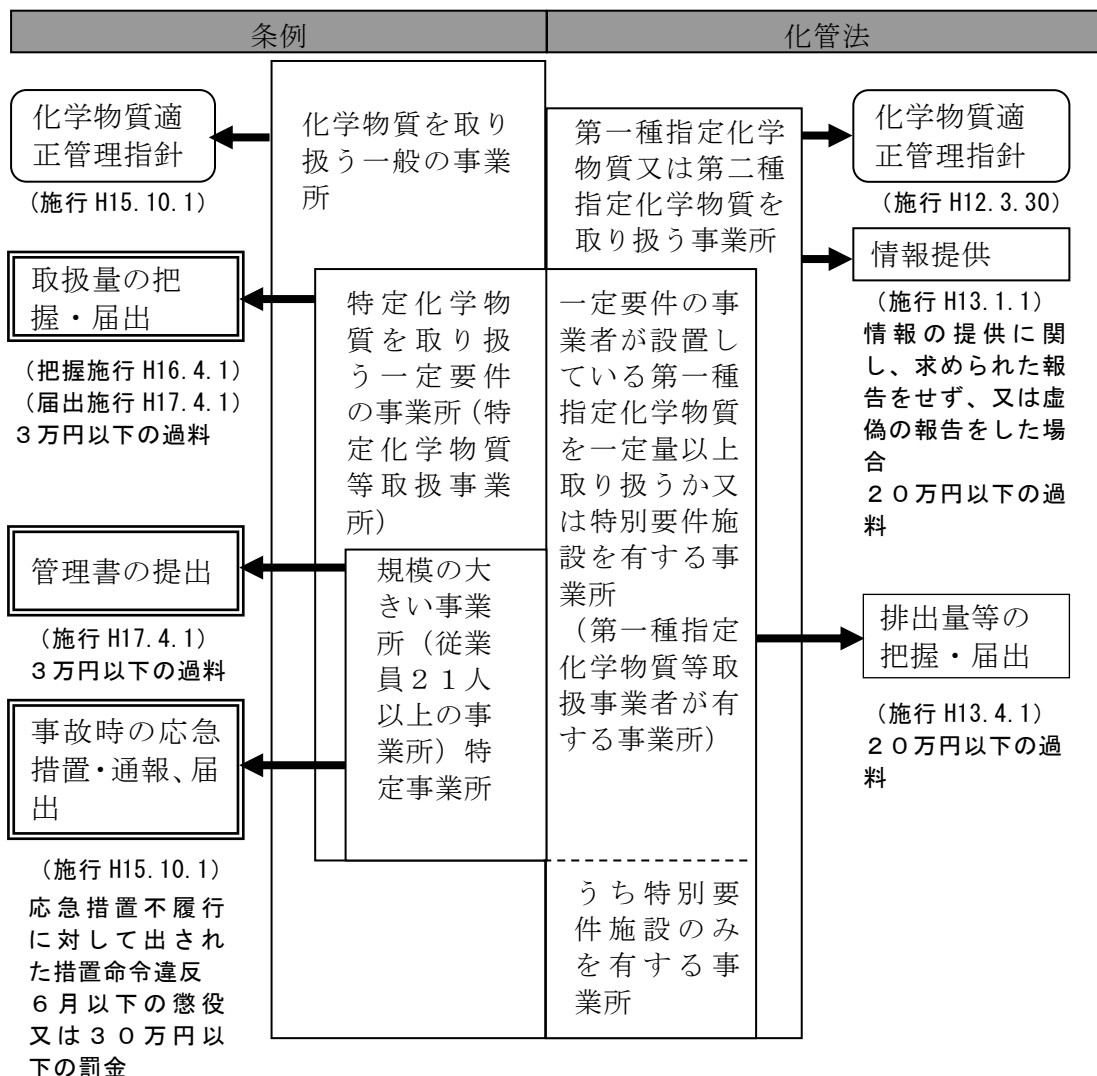 条例
化管法
化学物質適
正管理指針
（施行 H15.10.1）
取扱量の把
握・届出
（把握施行 H16.4.1）
（届出施行 H17.4.1）
３万円以下の過料
管理書の提出
（施行 H17.4.1）
３万円以下の過料
事故時の応急
措置・通報、届
出
（施行 H15.10.1）
応急措置不履行
に対して出され
た措置命令違反
６月以下の懲役
又は３０万円以
下の罰金
化学物質を取り
扱う一般の事業
所
特定化学物
質を取り扱
う一定要件
の事業所（特
定化学物質
等取扱事業
所）
規模の大
きい事業
所（従業
員２１人
以上の事
業所）特
定事業所
第一種指定化学
物質又は第二種
指定化学物質を
取り扱う事業所
一定要件の事
業者が設置し
ている第一種
指定化学物質
を一定量以上
取り扱うか又
は特別要件施
設を有する事
業所
（第一種指定
化学物質等取
扱事業者が有
する事業所）
うち特別要
件施設のみ
を有する事
業所
化学物質適
正管理指針
（施行 H12.3.30）
情報提供
（施行 H13.1.1）
情報の提供に関
し、求められた報
告をせず、又は虚
偽の報告をした場
合
２０万円以下の過
料
排出量等の
把握・届出
（施行 H13.4.1）
２０万円以下の過
料